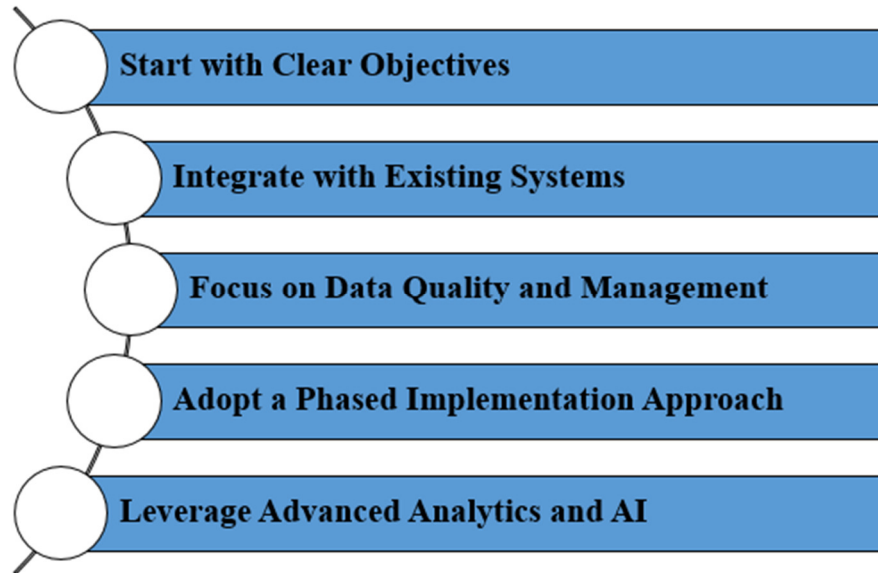 Start with Clear Objectives
Integrate with Existing Systems
Focus on Data Quality and Management
Adopt a Phased Implementation Approach
Leverage Advanced Analytics and AI